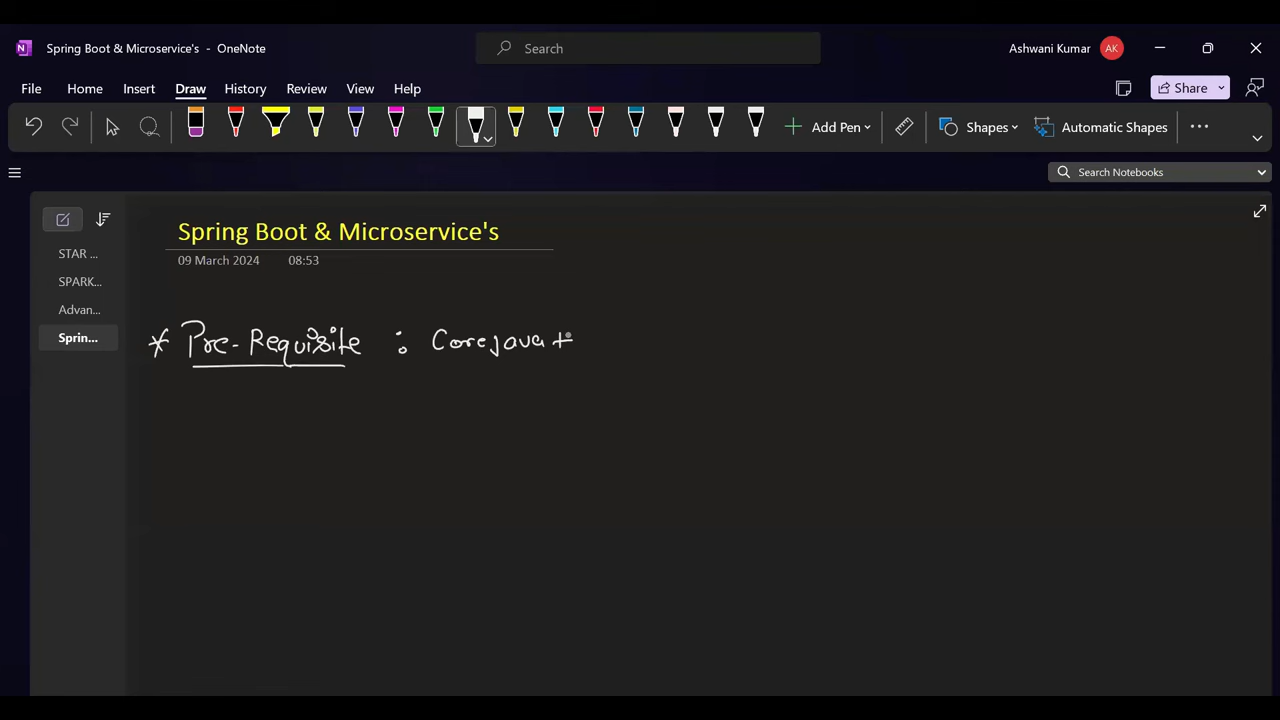 Spring Boot & Microservice's - OneNote
Search
Ashwani Kumar
AK
File Home Insert Draw History Review View Help
Share
Add Pen
Shapes
Automatic Shapes
Search Notebooks
Spring Boot & Microservice's
09 March 2024 08:53
STAR ...
SPARK...
Advan...
Sprin...
* Pre-Requisite : Corejava +